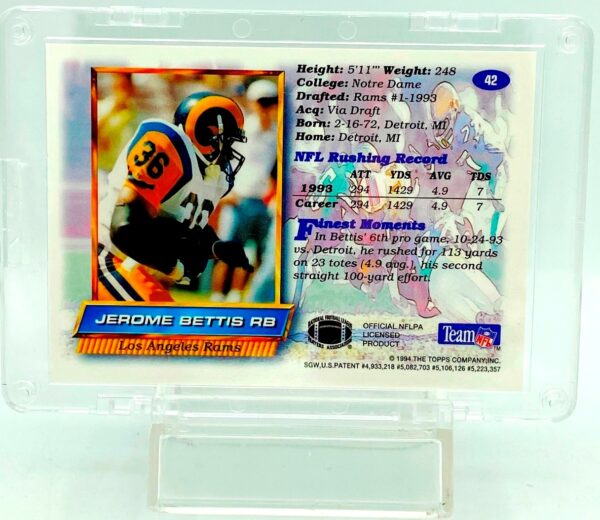 Height: 5'11" Weight: 248
42
College: Notre Dame
Drafted: Rams #1-1993
Acq: Via Draft
Born: 2-16-72, Detroit, MI
Home: Detroit, MI
NFL Rushing Record
ATT YDS AVG TDS
1993 294 1429 4.9 7
Career 294 1429 4.9 7
Finest Moments
In Bettis' 6th pro game, 10-24-93
vs. Detroit, he rushed for 113 yards
on 23 totes (4.9 avg.), his second
straight 100-yard effort.
36
JEROME BETTIS RB
Los Angeles Rams
OFFICIAL NFLPA
LICENSED
PRODUCT
Team NFL™
© 1994 THE TOPPS COMPANY, INC.
SGW, U.S. PATENT #4,933,218 #5,082,703 #5,106,126 #5,223,357